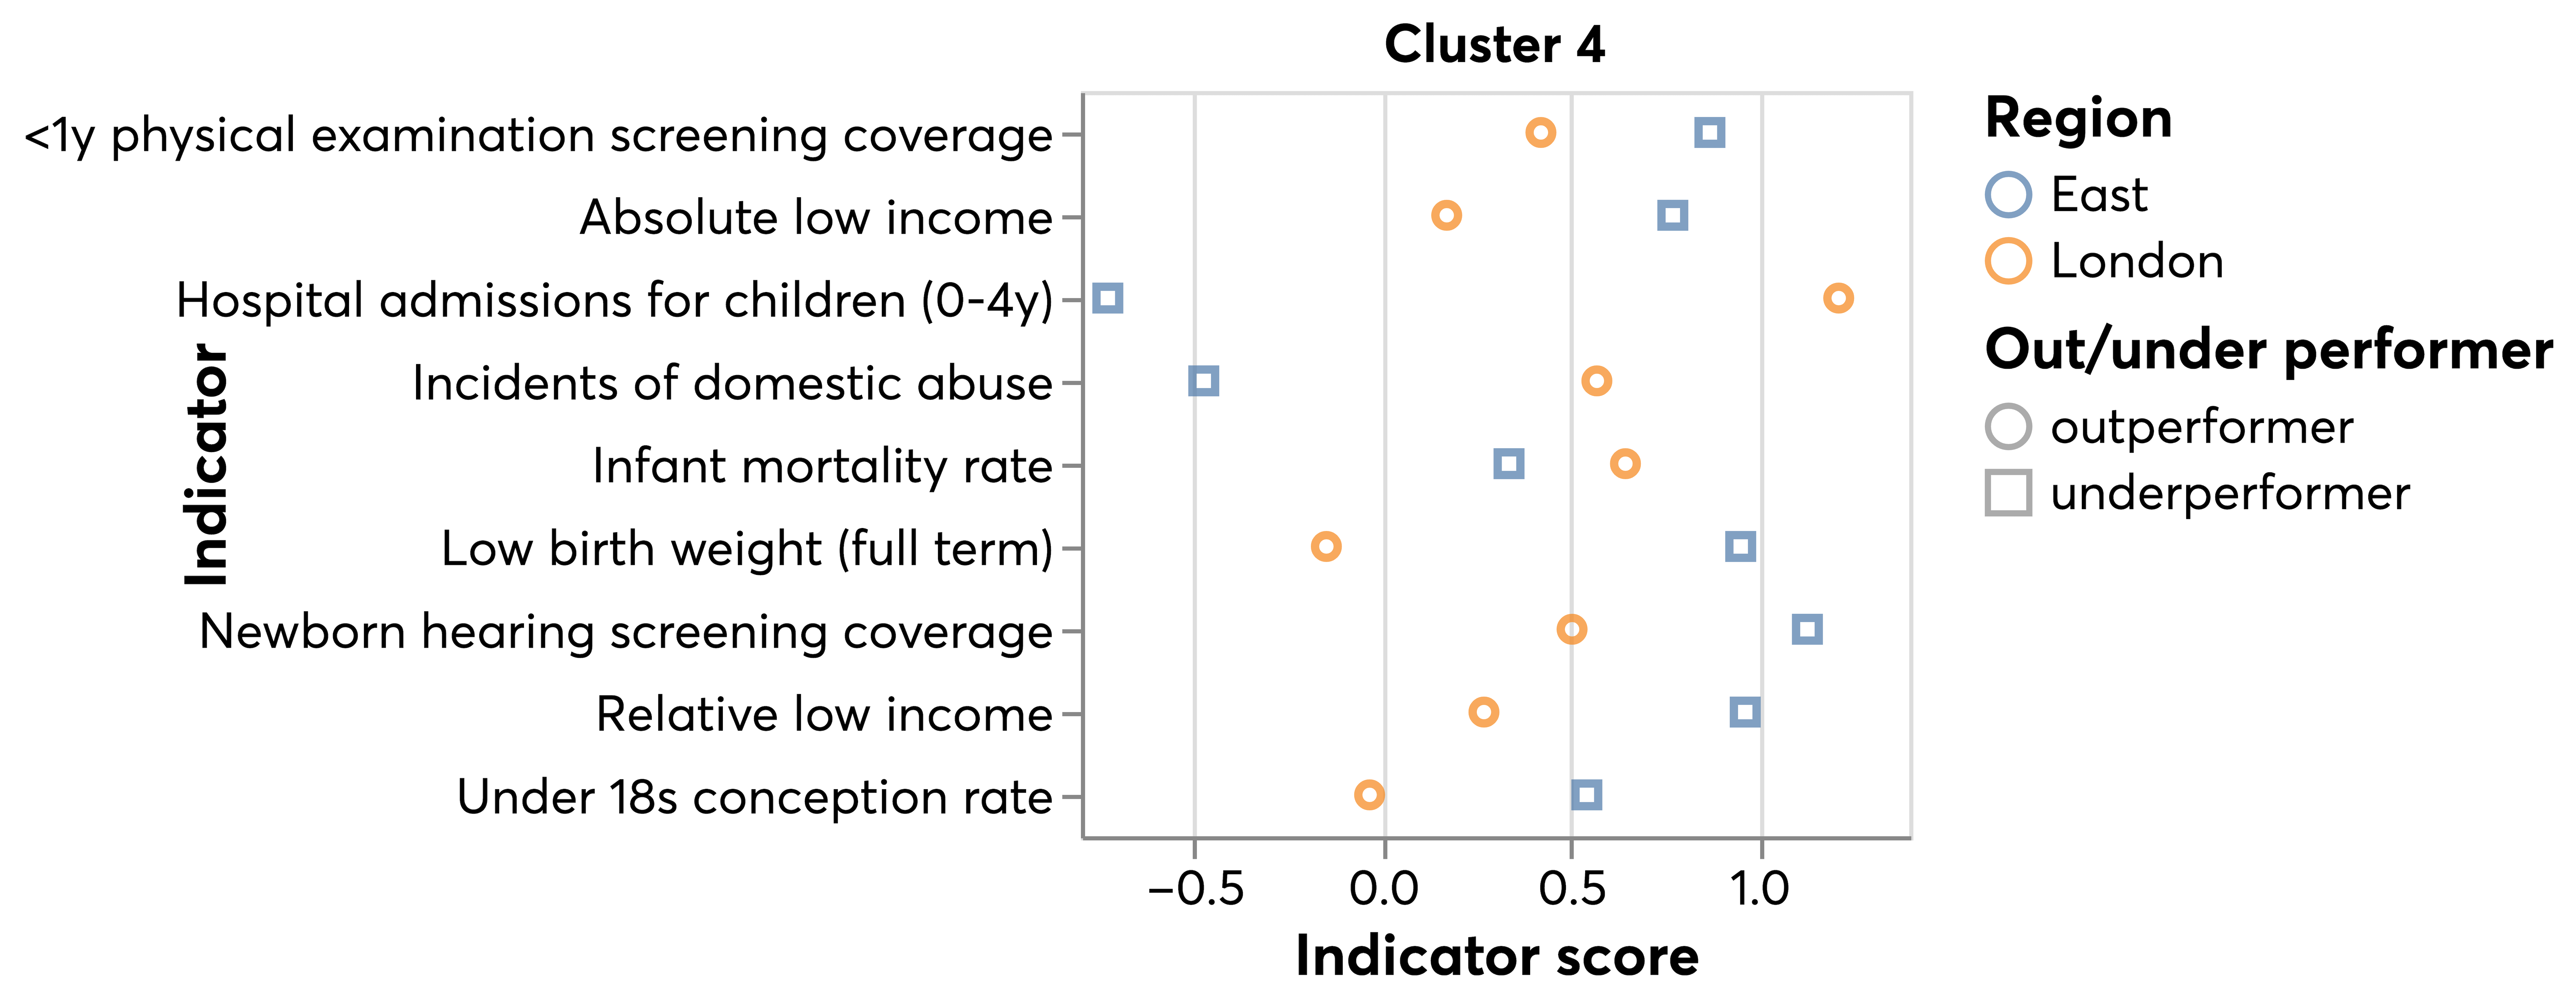 Cluster 4
<1y physical examination screening coverage
Absolute low income
Hospital admissions for children (0-4y)
Incidents of domestic abuse
Infant mortality rate
Low birth weight (full term)
Newborn hearing screening coverage
Relative low income
Under 18s conception rate
Indicator
−0.5 0.0 0.5 1.0
Indicator score
Region
East
London
Out/under performer
outperformer
underperformer